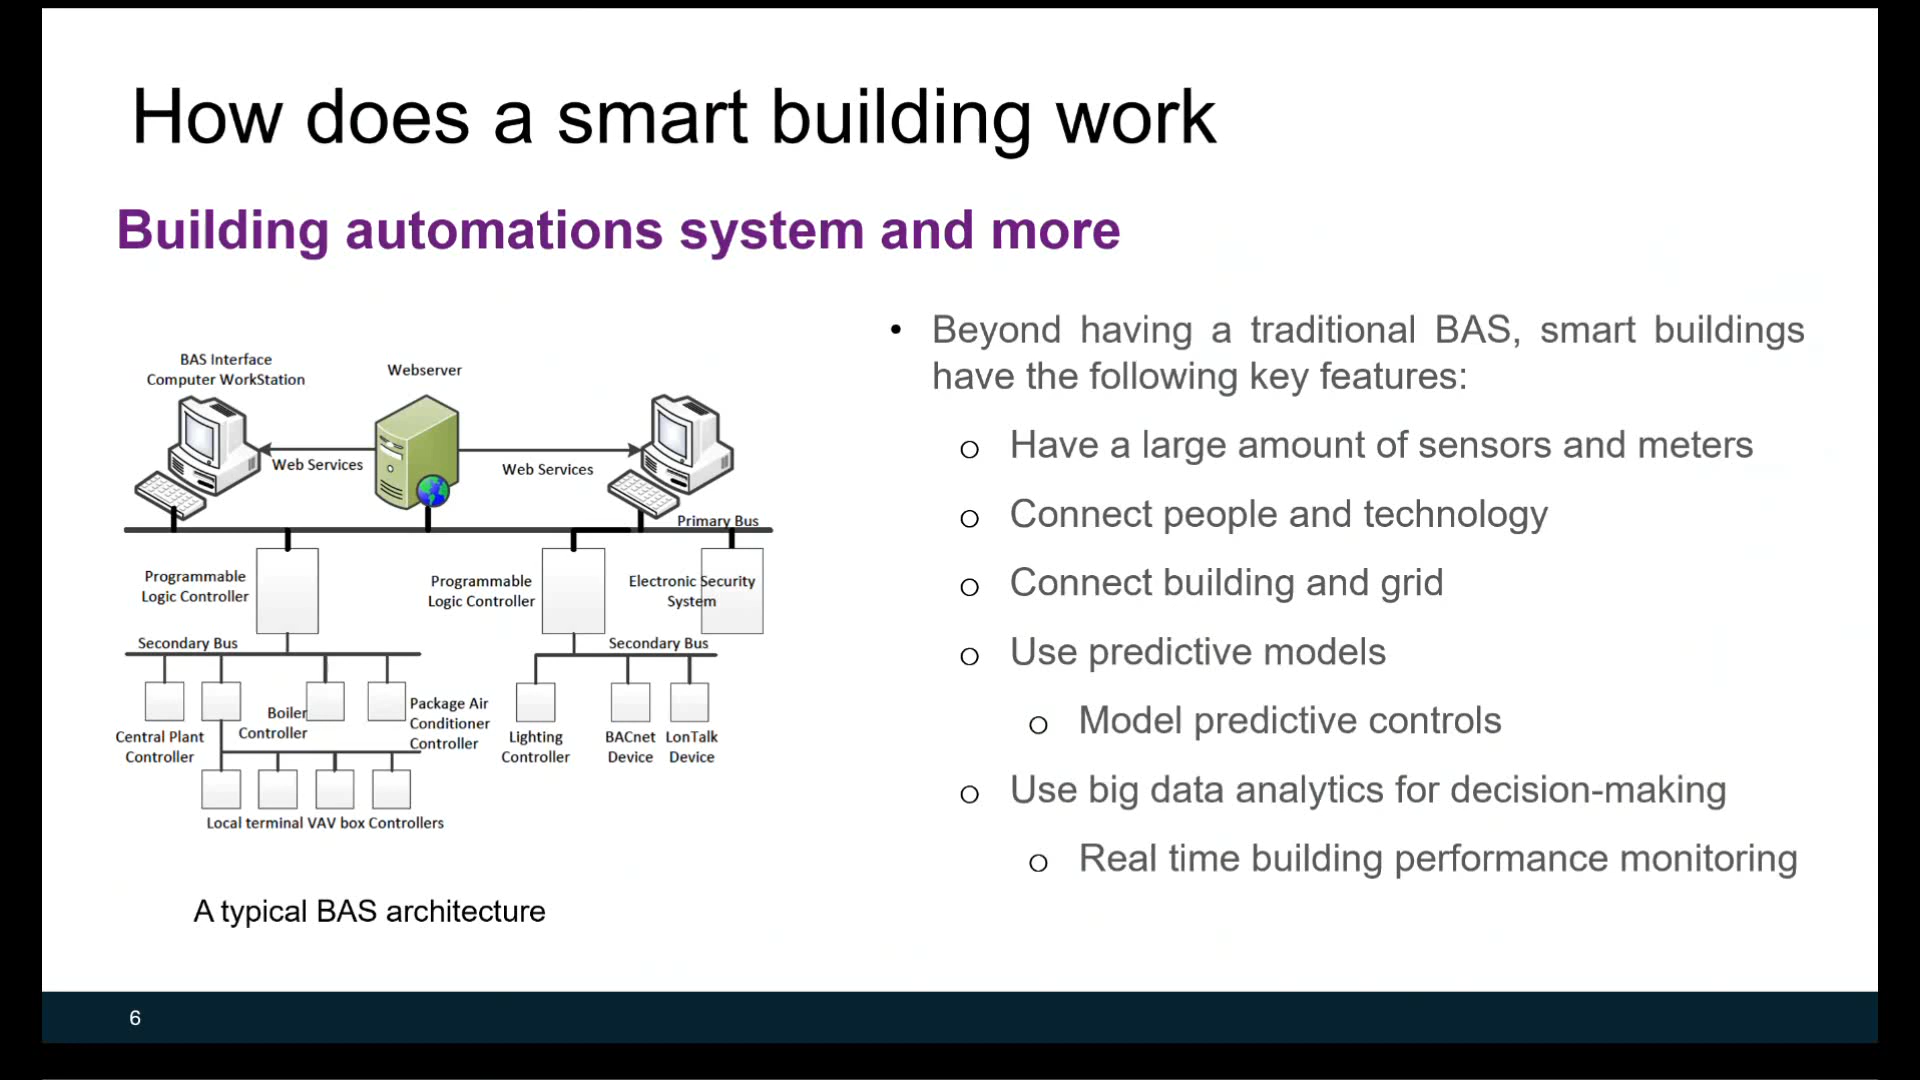 How does a smart building work
Building automations system and more
BAS Interface
Computer WorkStation
Webserver
Web Services
Web Services
Primary Bus
Programmable
Logic Controller
Programmable
Logic Controller
Electronic Security
System
Secondary Bus
Secondary Bus
Central Plant
Controller
Boiler
Controller
Package Air
Conditioner
Controller
Lighting
Controller
BACnet
Device
LonTalk
Device
Local terminal VAV box Controllers
A typical BAS architecture
• Beyond having a traditional BAS, smart buildings
have the following key features:
o Have a large amount of sensors and meters
o Connect people and technology
o Connect building and grid
o Use predictive models
o Model predictive controls
o Use big data analytics for decision-making
o Real time building performance monitoring
6